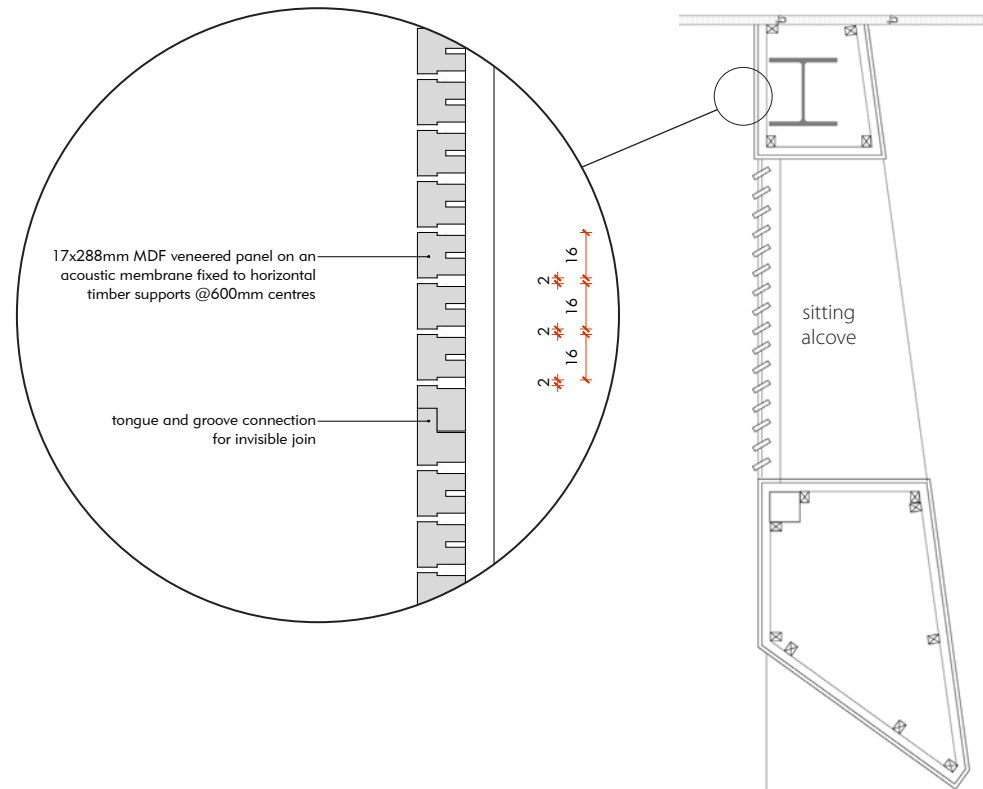 17x288mm MDF veneered panel on an
acoustic membrane fixed to horizontal
timber supports @600mm centres
tongue and groove connection
for invisible join
16
2
16
2
16
2
sitting
alcove